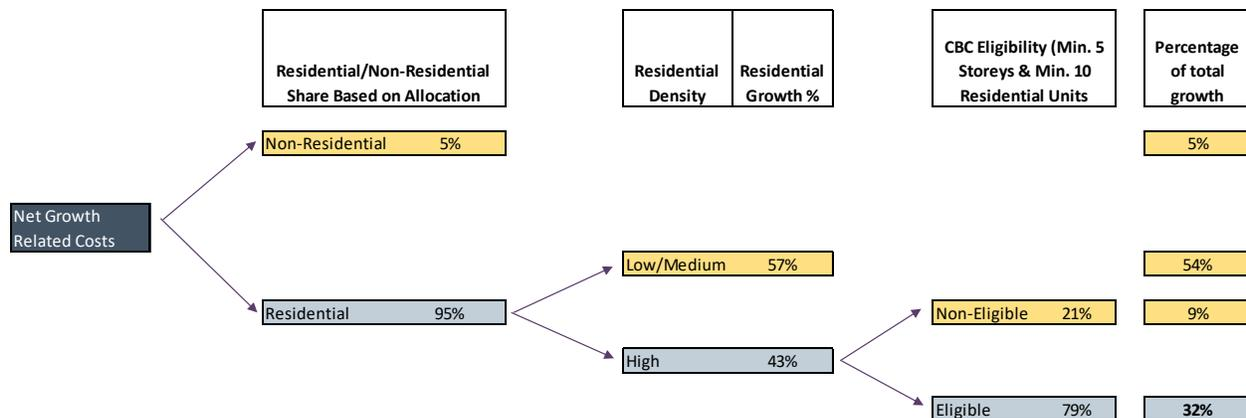 Residential/Non-Residential
Share Based on Allocation
Residential
Density
Residential
Growth %
CBC Eligibility (Min. 5
Storeys & Min. 10
Residential Units
Percentage
of total
growth
Non-Residential 5%
5%
Net Growth
Related Costs
Low/Medium 57%
54%
Residential 95%
Non-Eligible 21%
9%
High 43%
Eligible 79%
32%